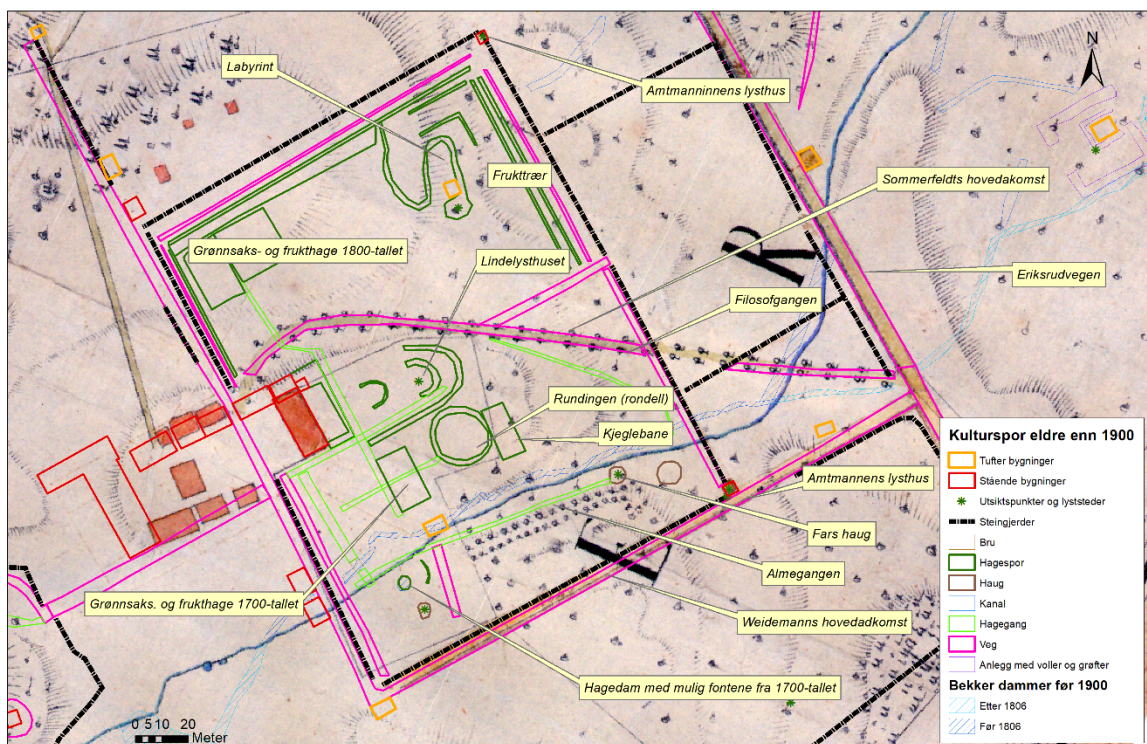 Labyrint
Amtmanninnens lysthus
N
Frukttrær
Sommerfeldts hovedakomst
Grønnsaks- og frukthage 1800-tallet
Lindelysthuset
R
Eriksrudvegen
Filosofgangen
Rundingen (rondell)
Kjeglebane
Kulturspor eldre enn 1900
Tufter bygninger
Stående bygninger
Utsiktspunkter og lyststeder
Steingjerder
Bru
Hagespor
Haug
Kanal
Hagegang
Veg
Anlegg med voller og grøfter
Bekker dammer før 1900
Etter 1806
Før 1806
Amtmannens lysthus
Fars haug
Almegangen
Grønnsaks. og frukthage 1700-tallet
Weidemanns hovedadkomst
Hagedam med mulig fontene fra 1700-tallet
0 5 10 20
Meter